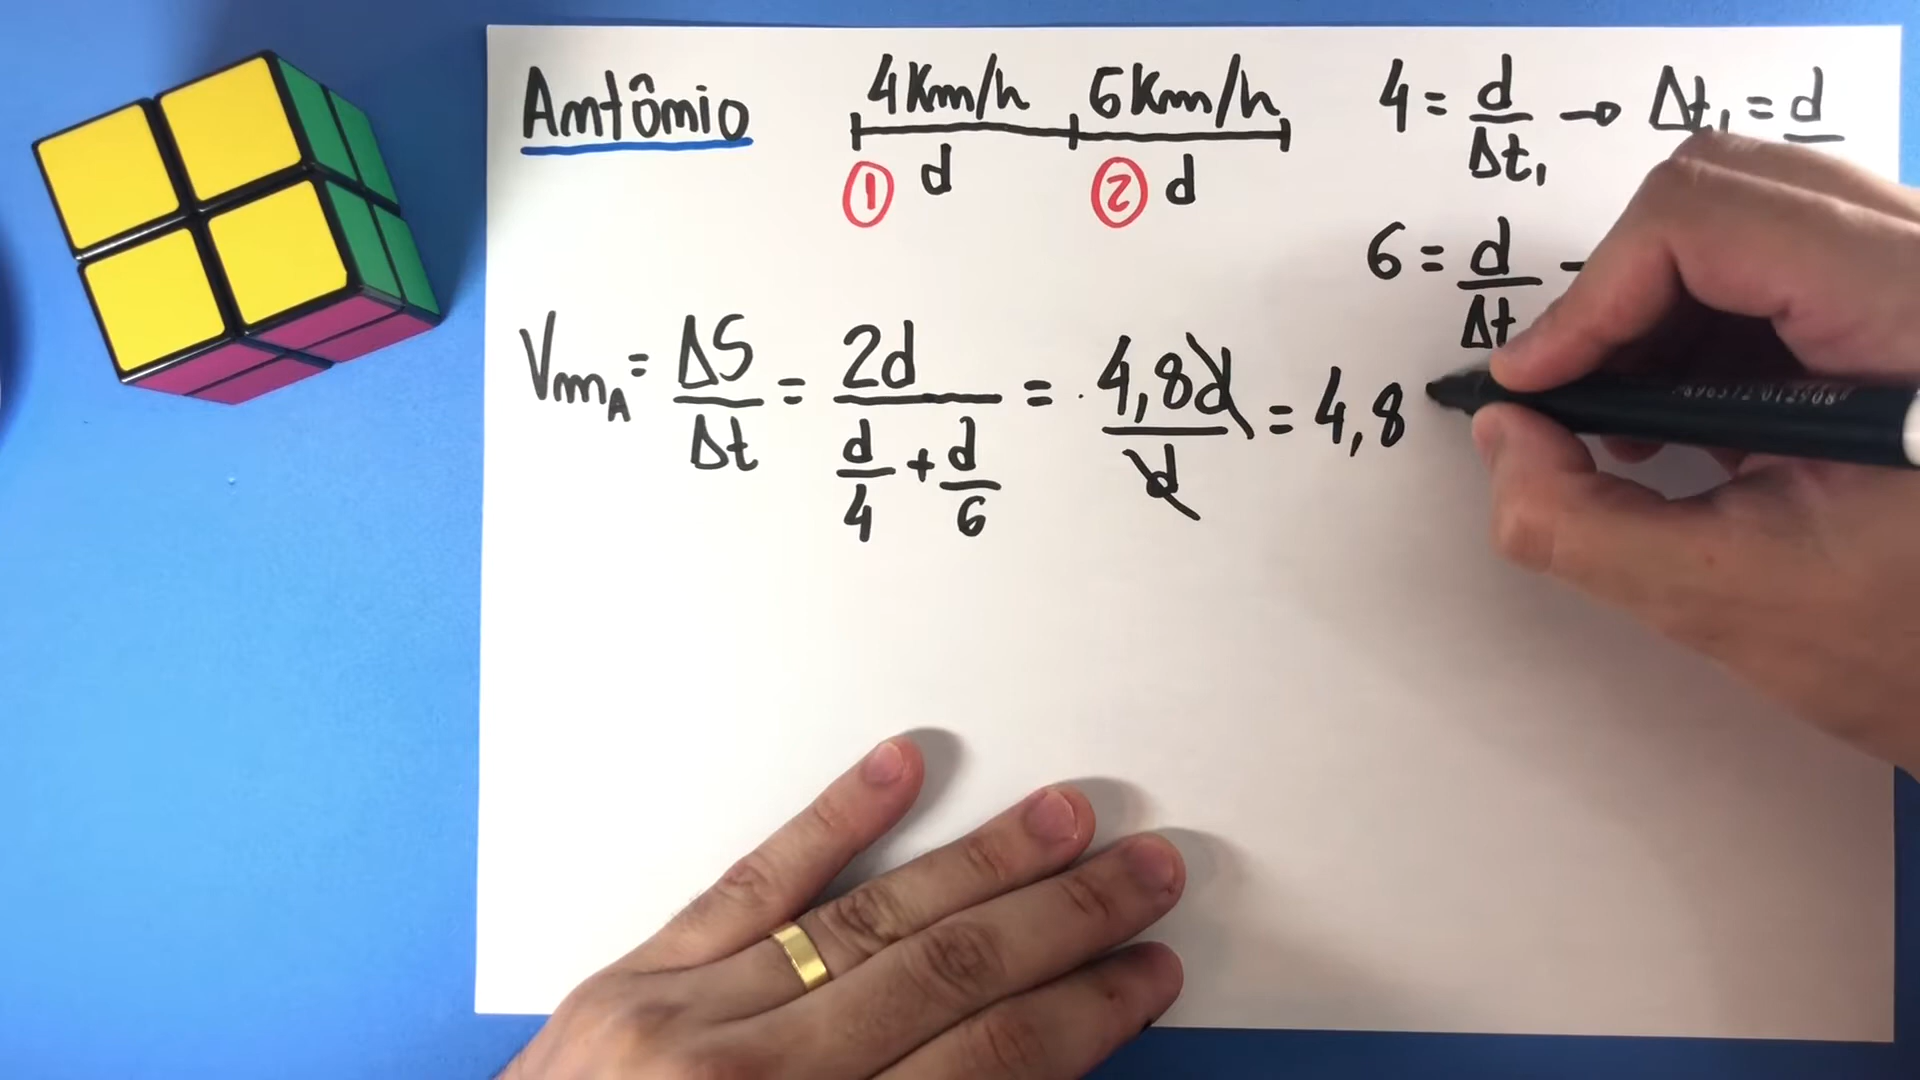 Antônio
4Km/h 6Km/h
d d
① ②
4 = d/Δt₁ → Δt₁ = d
6 = d/Δt
Vm_A = ΔS/Δt = 2d/(d/4 + d/6) = 4,8d/d = 4,8